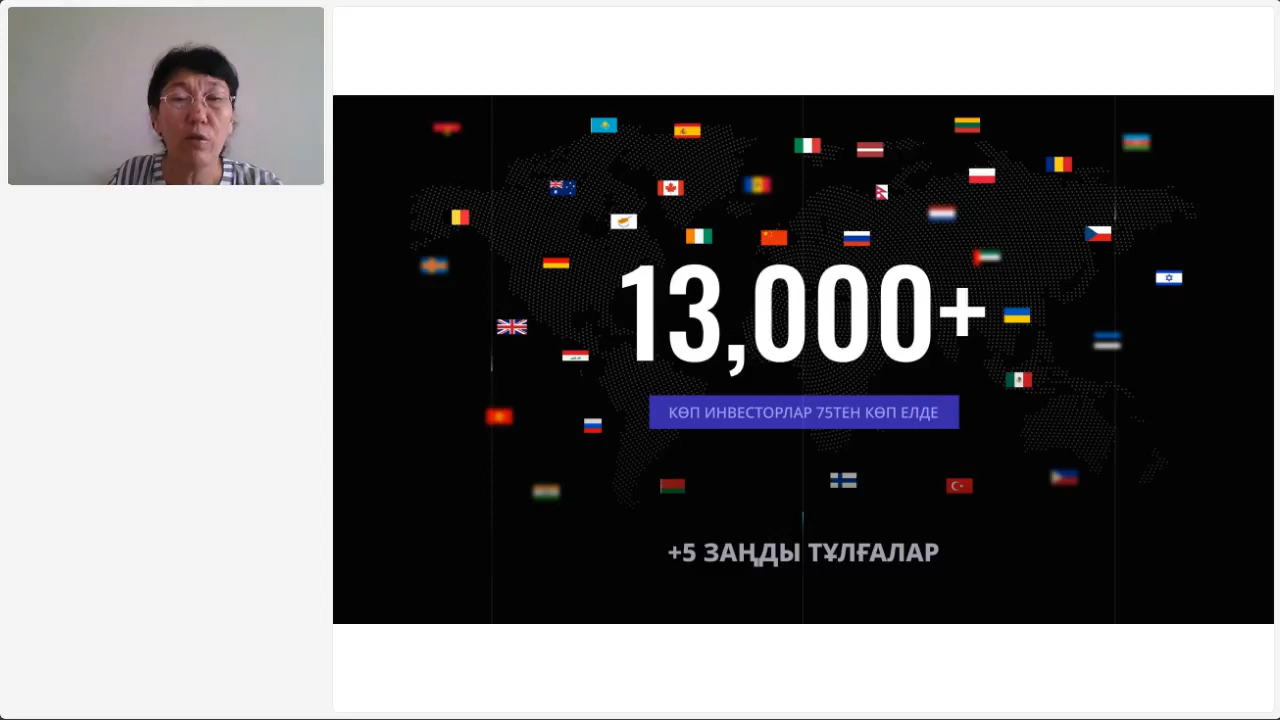 13,000+
КӨП ИНВЕСТОРЛАР 75ТЕН КӨП ЕЛДЕ
+5 ЗАҢДЫ ТҰЛҒАЛАР